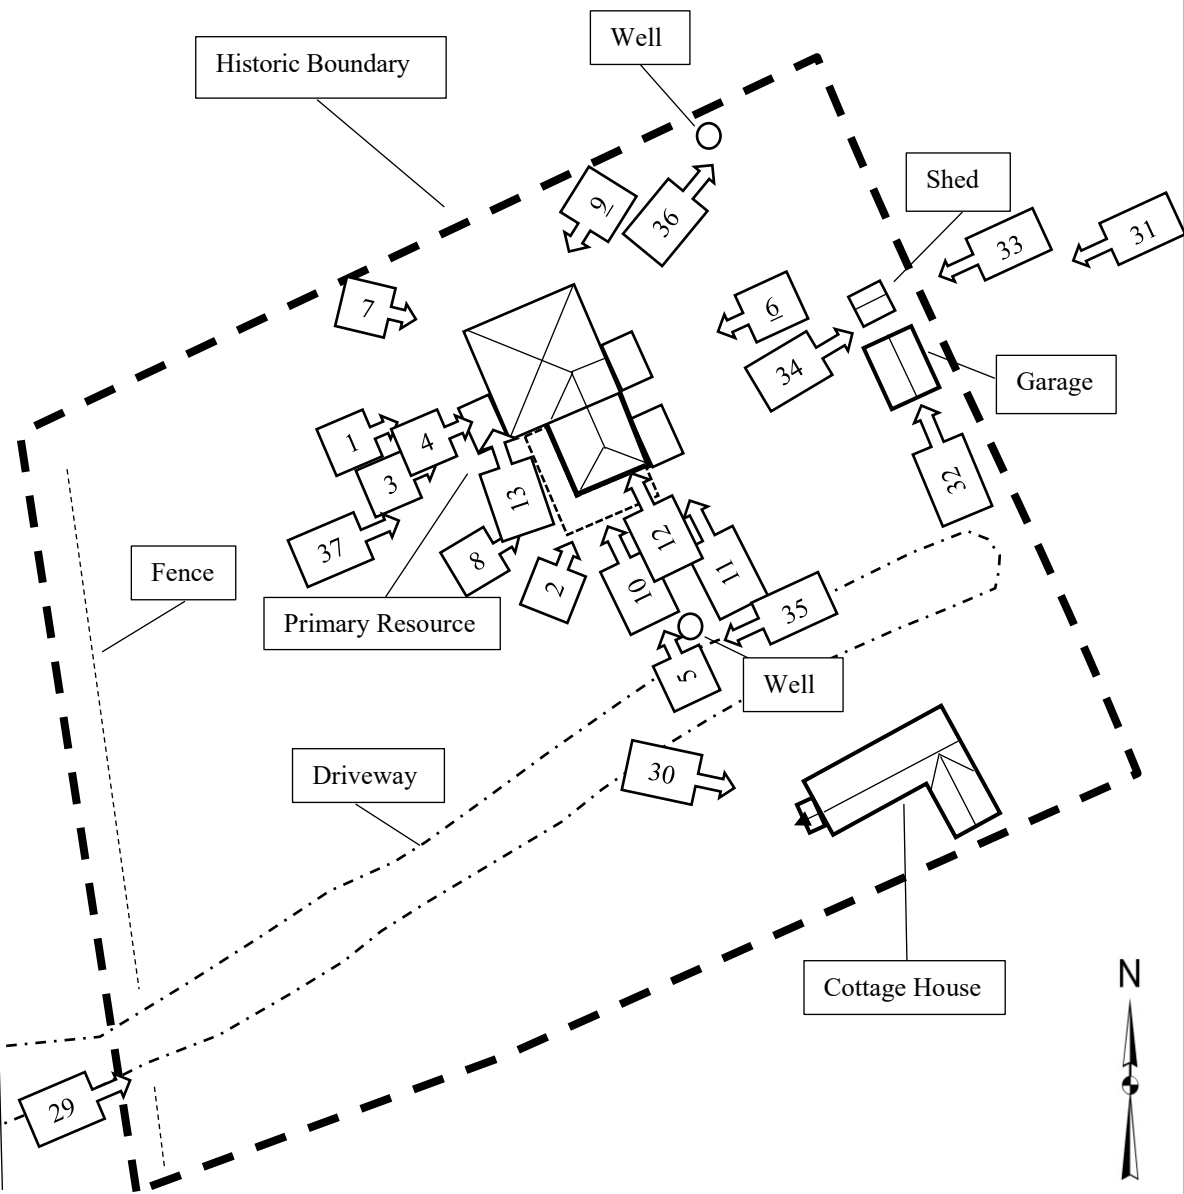 Well
Historic Boundary
Shed
9
36
33
31
7
6
34
Garage
1
4
3
13
32
37
8
2
12
10
11
35
Fence
Primary Resource
5
Well
30
Driveway
N
Cottage House
29